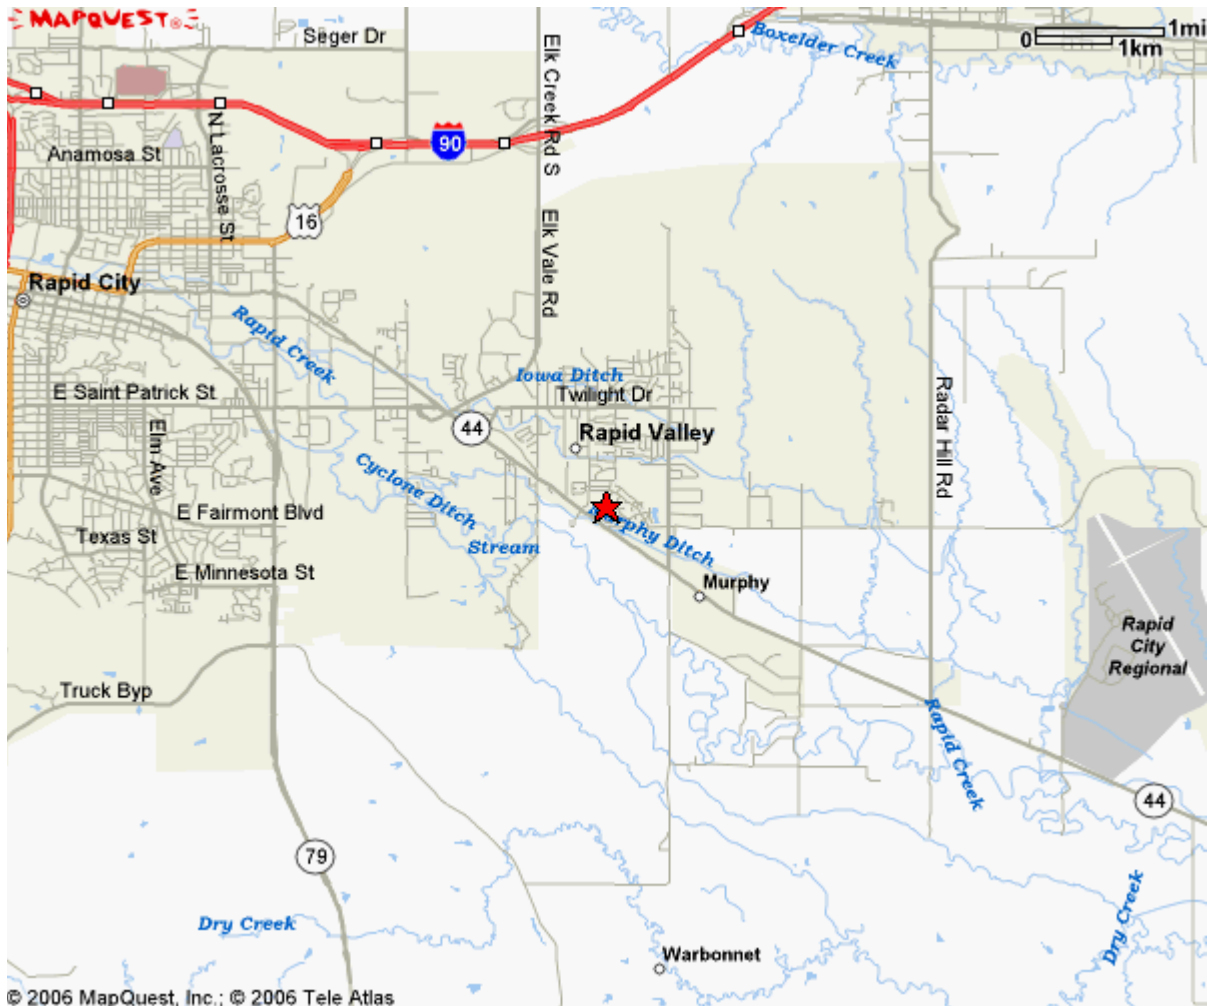 MAPQUEST®
Seger Dr
Elk Creek Rd S
Boxelder Creek
1mi
0
1km
90
N Lacrosse St
Anamosa St
16
Elk Vale Rd
Rapid City
Rapid Creek
Iowa Ditch
E Saint Patrick St
Twilight Dr
Radar Hill Rd
Elm Ave
44
Rapid Valley
Cyclone Ditch
E Fairmont Blvd
Texas St
Stream
Murphy Ditch
E Minnesota St
Murphy
Rapid
City
Regional
Truck Byp
Rapid Creek
44
79
Dry Creek
Dry Creek
Warbonnet
© 2006 MapQuest, Inc.; © 2006 Tele Atlas